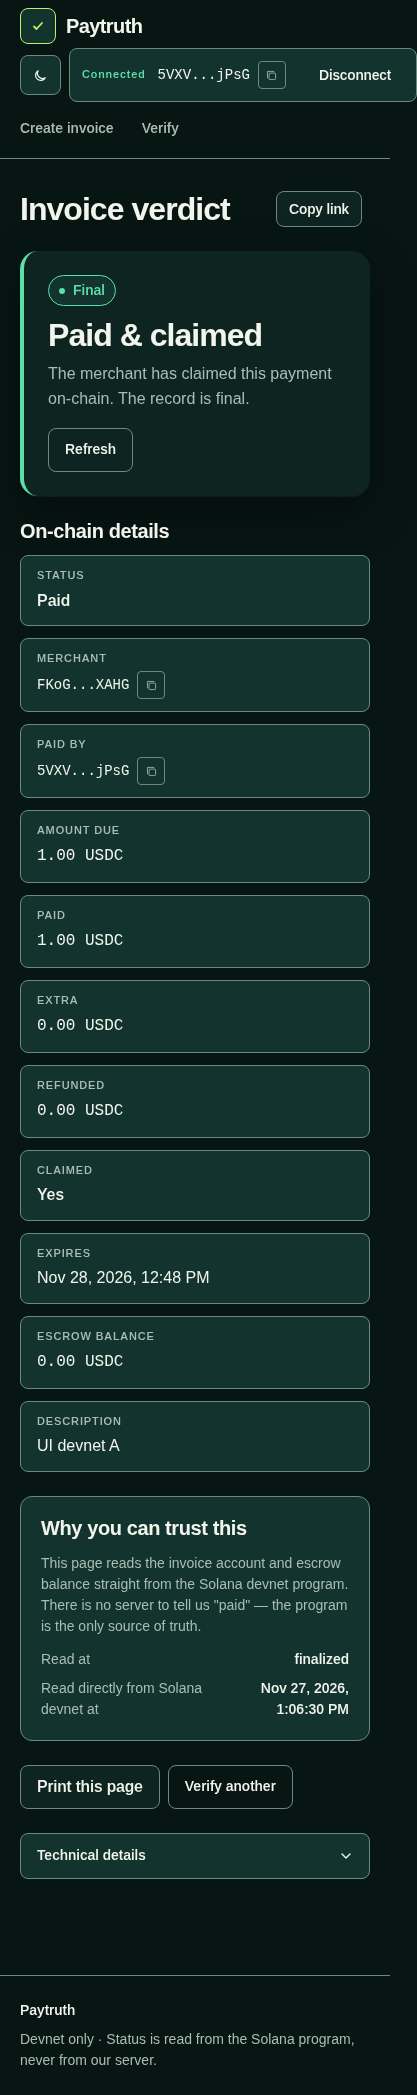 Paytruth
Connected 5VXV...jPsG Disconnect
Create invoice Verify
Invoice verdict Copy link
Final
Paid & claimed
The merchant has claimed this payment
on-chain. The record is final.
Refresh
On-chain details
STATUS
Paid
MERCHANT
FKoG...XAHG
PAID BY
5VXV...jPsG
AMOUNT DUE
1.00 USDC
PAID
1.00 USDC
EXTRA
0.00 USDC
REFUNDED
0.00 USDC
CLAIMED
Yes
EXPIRES
Nov 28, 2026, 12:48 PM
ESCROW BALANCE
0.00 USDC
DESCRIPTION
UI devnet A
Why you can trust this
This page reads the invoice account and escrow
balance straight from the Solana devnet program.
There is no server to tell us "paid" — the program
is the only source of truth.
Read at finalized
Read directly from Solana Nov 27, 2026,
devnet at 1:06:30 PM
Print this page Verify another
Technical details
Paytruth
Devnet only · Status is read from the Solana program,
never from our server.